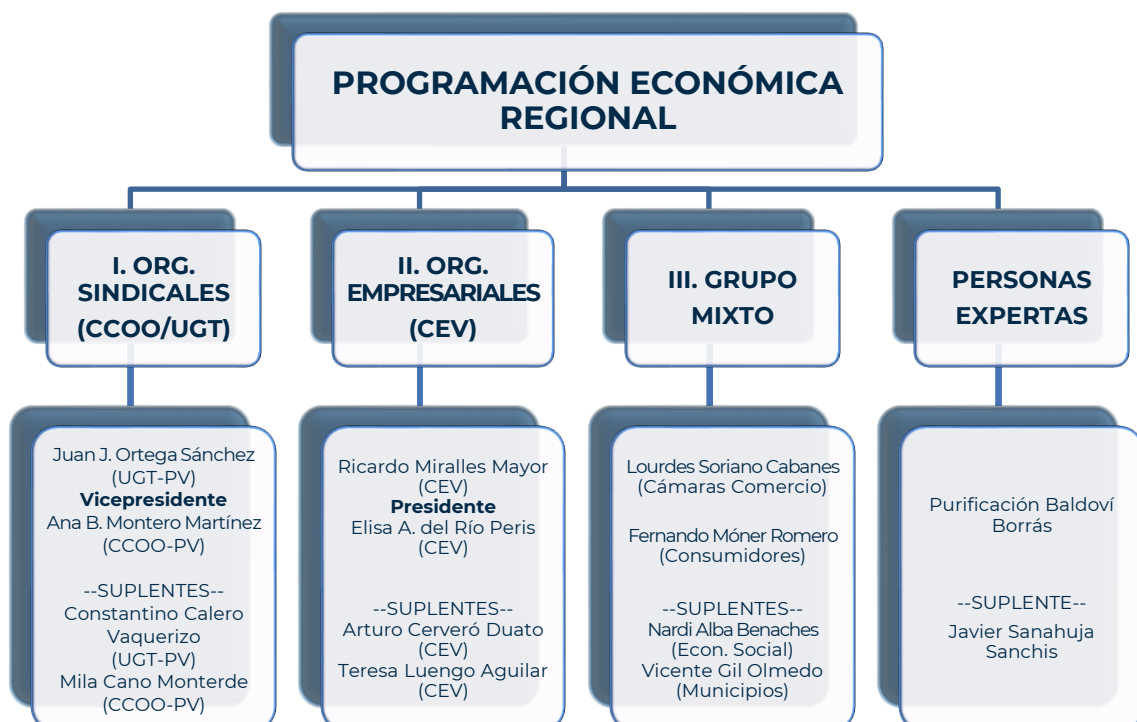 PROGRAMACIÓN ECONÓMICA
REGIONAL
I. ORG.
SINDICALES
(CCOO/UGT)
II. ORG.
EMPRESARIALES
(CEV)
III. GRUPO
MIXTO
PERSONAS
EXPERTAS
Juan J. Ortega Sánchez
(UGT-PV)
Vicepresidente
Ana B. Montero Martínez
(CCOO-PV)
--SUPLENTES--
Constantino Calero
Vaquerizo
(UGT-PV)
Mila Cano Monterde
(CCOO-PV)
Ricardo Miralles Mayor
(CEV)
Presidente
Elisa A. del Río Peris
(CEV)
--SUPLENTES--
Arturo Cerveró Duato
(CEV)
Teresa Luengo Aguilar
(CEV)
Lourdes Soriano Cabanes
(Cámaras Comercio)
Fernando Móner Romero
(Consumidores)
--SUPLENTES--
Nardi Alba Benaches
(Econ. Social)
Vicente Gil Olmedo
(Municipios)
Purificación Baldoví
Borrás
--SUPLENTE--
Javier Sanahuja
Sanchis